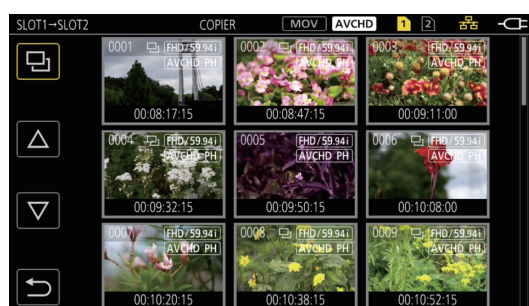 SLOT1→SLOT2 COPIER MOV AVCHD 1 2
0001 FHD/59.94i 0002 FHD/59.94i 0003 FHD/59.94i
AVCHD PH AVCHD PH AVCHD PH
00:08:17:15 00:08:47:15 00:09:11:00
0004 FHD/59.94i 0005 FHD/59.94i 0006 FHD/59.94i
AVCHD PH AVCHD PH AVCHD PH
00:09:32:15 00:09:50:15 00:10:08:00
0007 FHD/59.94i 0008 FHD/59.94i 0009 FHD/59.94i
AVCHD PH AVCHD PH AVCHD PH
00:10:20:15 00:10:38:15 00:10:52:15